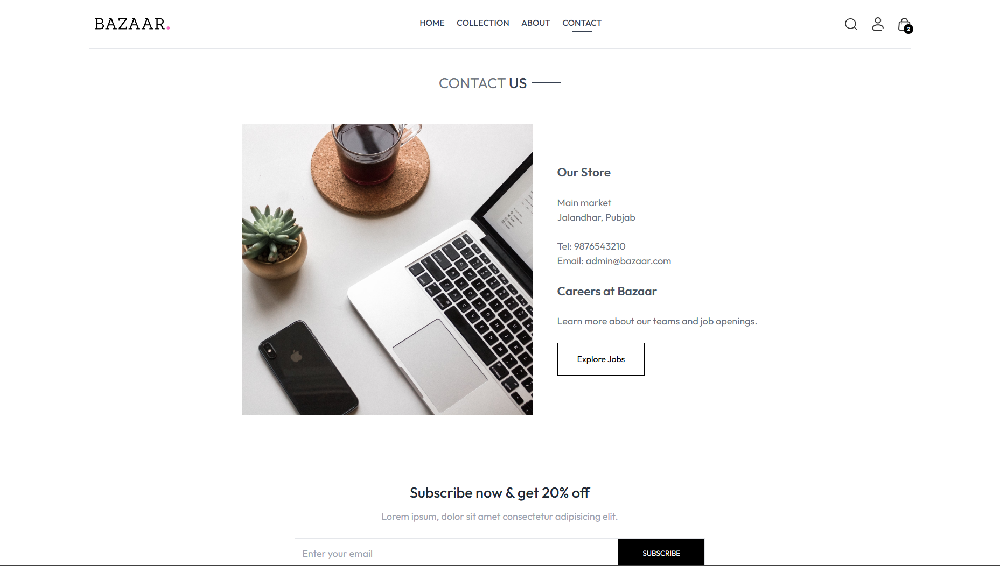 BAZAAR.
HOME COLLECTION ABOUT CONTACT
2
CONTACT US
Our Store
Main market
Jalandhar, Pubjab
Tel: 9876543210
Email: admin@bazaar.com
Careers at Bazaar
Learn more about our teams and job openings.
Explore Jobs
Subscribe now & get 20% off
Lorem ipsum, dolor sit amet consectetur adipisicing elit.
Enter your email
SUBSCRIBE